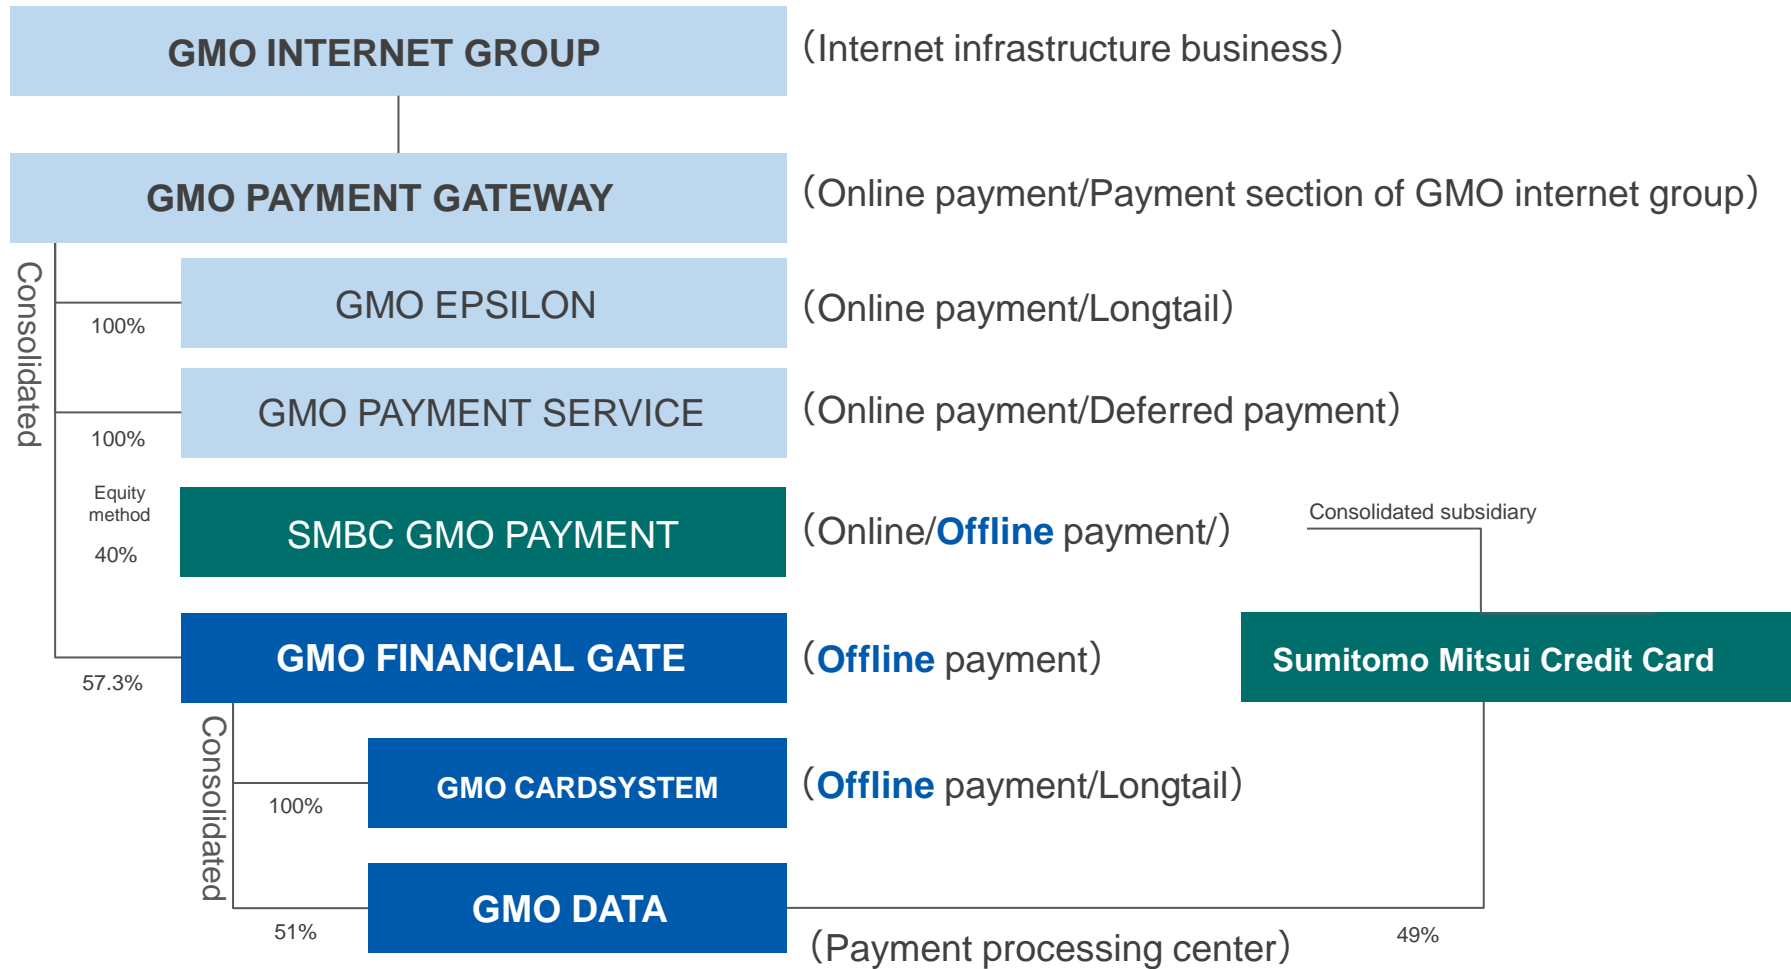 GMO INTERNET GROUP
（Internet infrastructure business）
GMO PAYMENT GATEWAY
（Online payment/Payment section of GMO internet group）
Consolidated
GMO EPSILON
（Online payment/Longtail）
100%
GMO PAYMENT SERVICE
（Online payment/Deferred payment）
100%
Equity
method
40%
SMBC GMO PAYMENT
（Online/Offline payment/）
Consolidated subsidiary
GMO FINANCIAL GATE
（Offline payment）
Sumitomo Mitsui Credit Card
57.3%
Consolidated
GMO CARDSYSTEM
（Offline payment/Longtail）
100%
GMO DATA
51%
（Payment processing center）
49%